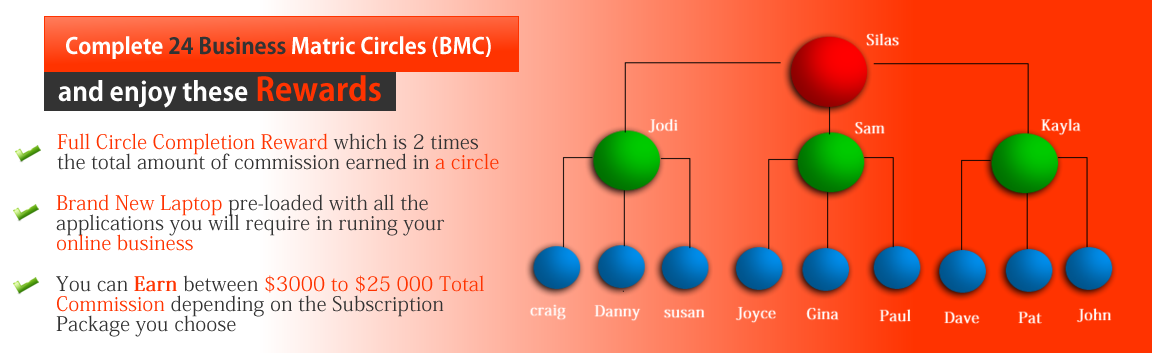 Complete 24 Business Matric Circles (BMC)
and enjoy these Rewards
Full Circle Completion Reward which is 2 times
the total amount of commission earned in a circle
Brand New Laptop pre-loaded with all the
applications you will require in runing your
online business
You can Earn between $3000 to $25 000 Total
Commission depending on the Subscription
Package you choose
Silas
Jodi
Sam
Kayla
craig
Danny
susan
Joyce
Gina
Paul
Dave
Pat
John